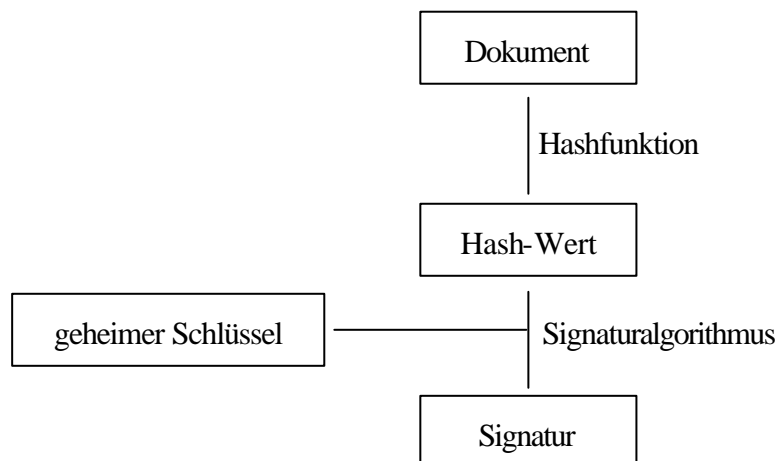 Dokument
Hashfunktion
Hash-Wert
geheimer Schlüssel
Signaturalgorithmus
Signatur